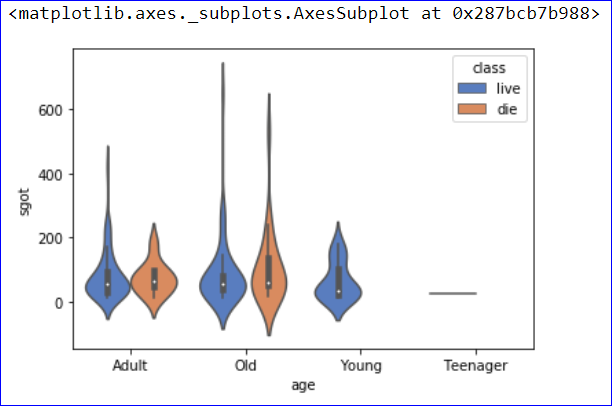 <matplotlib.axes._subplots.AxesSubplot at 0x287bcb7b988>
class
live
die
600
400
200
0
sgot
Adult Old Young Teenager
age